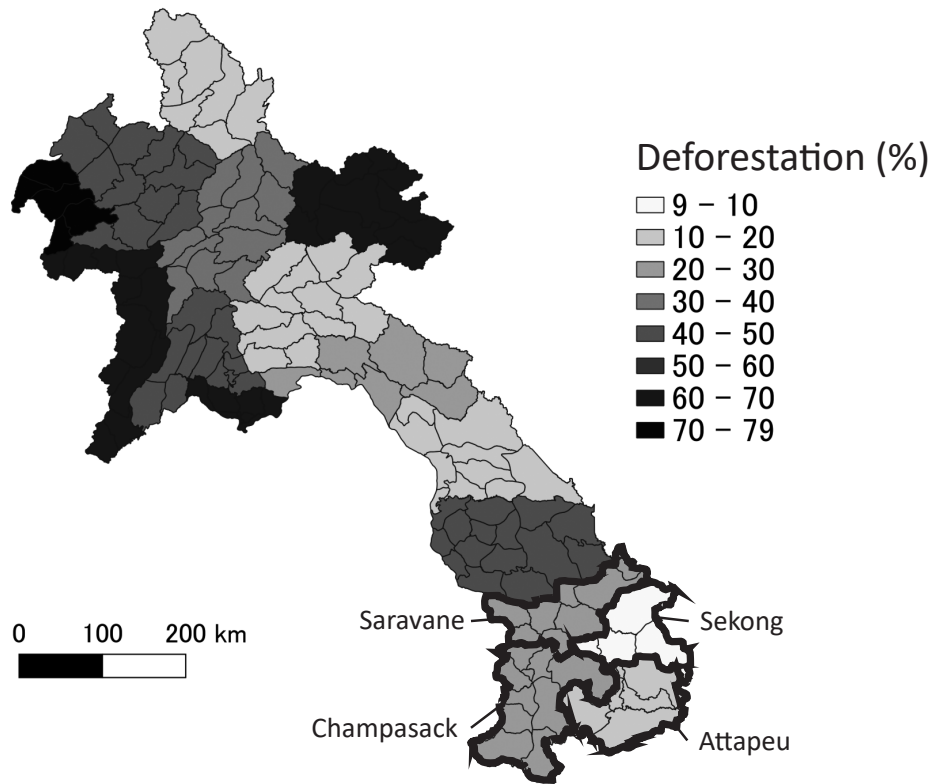 Deforestation (%)
9 – 10
10 – 20
20 – 30
30 – 40
40 – 50
50 – 60
60 – 70
70 – 79
Saravane
Sekong
0 100 200 km
Champasack
Attapeu